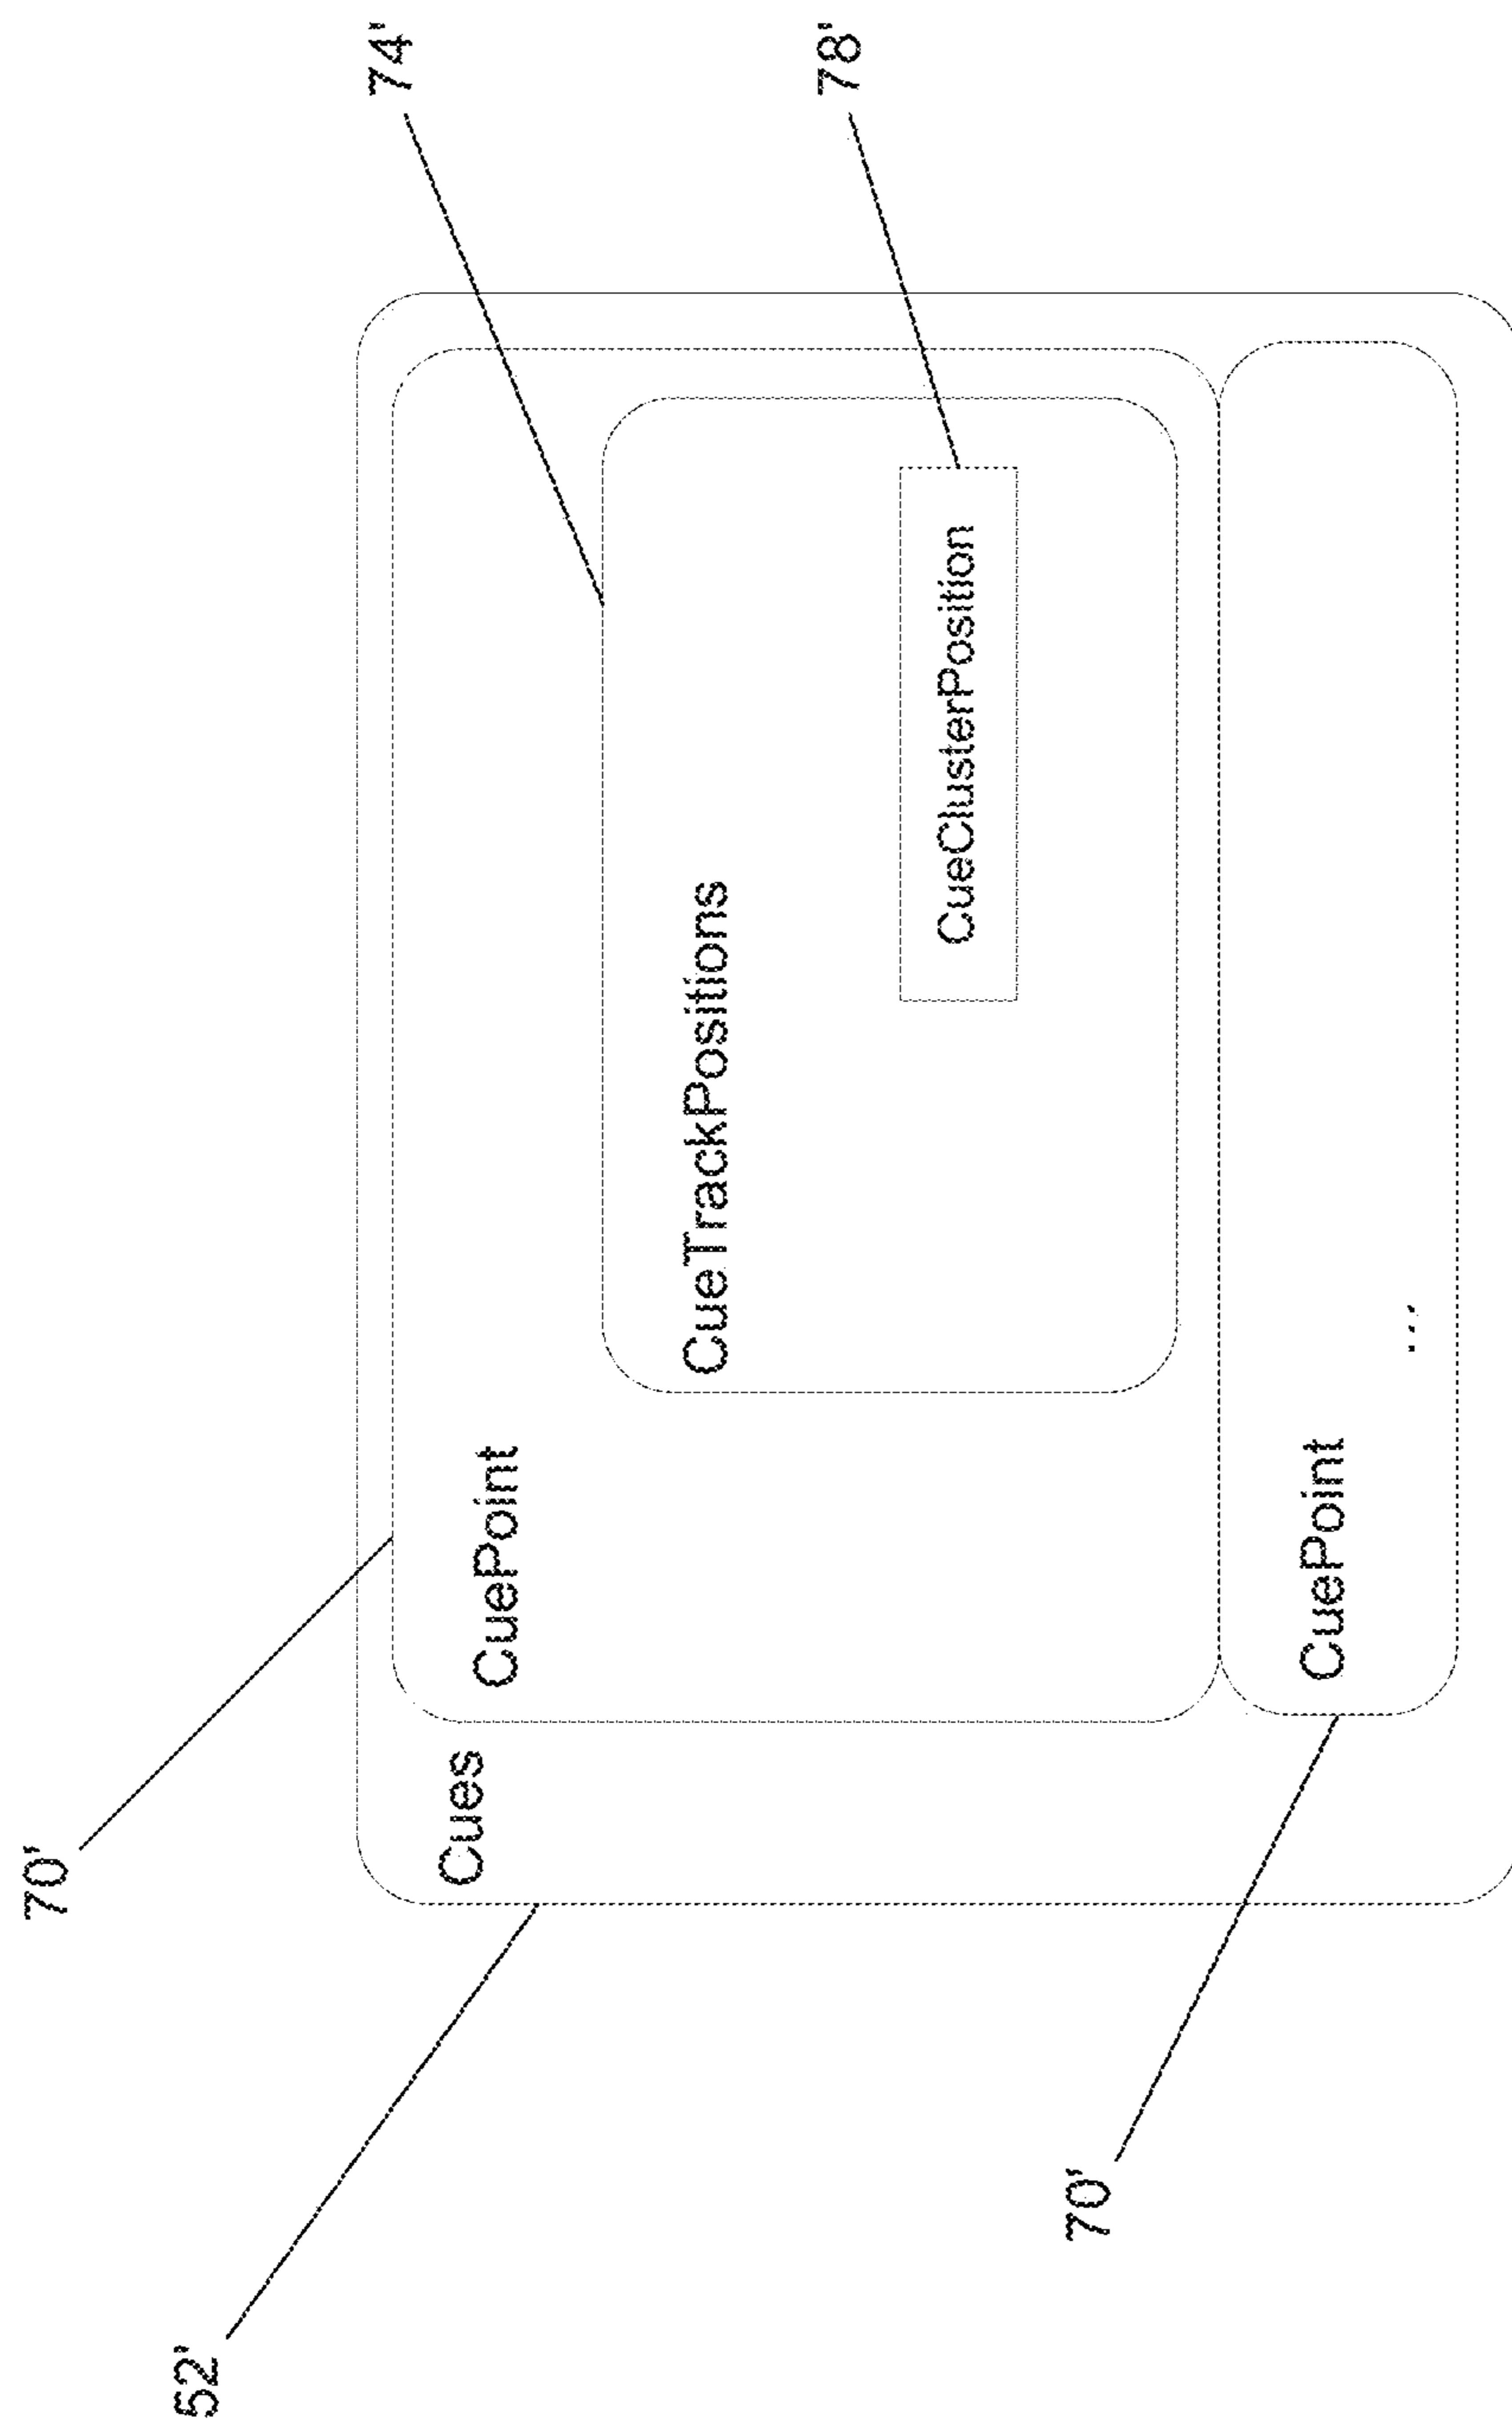 70'
52'
Cues
CuePoint
CueTrackPositions
74'
CueClusterPosition
78'
CuePoint
...
70'